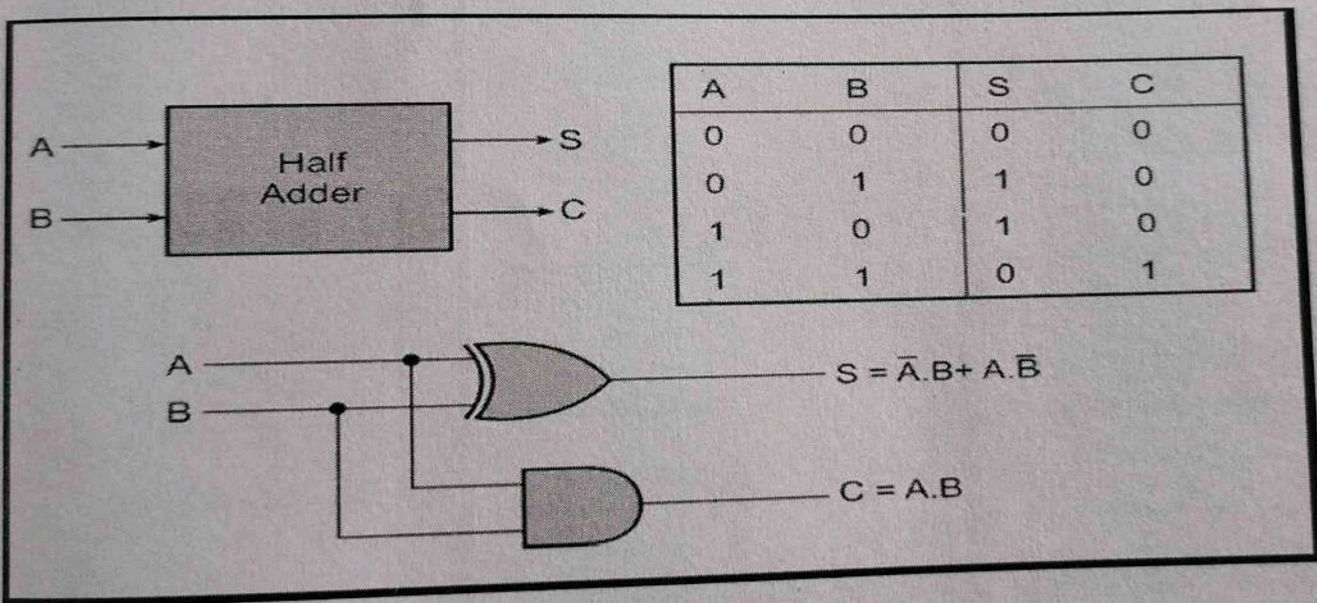 A
B
Half
Adder
S
C
A B S C
0 0 0 0
0 1 1 0
1 0 1 0
1 1 0 1
A
B
S = A̅.B+ A.B̅
C = A.B